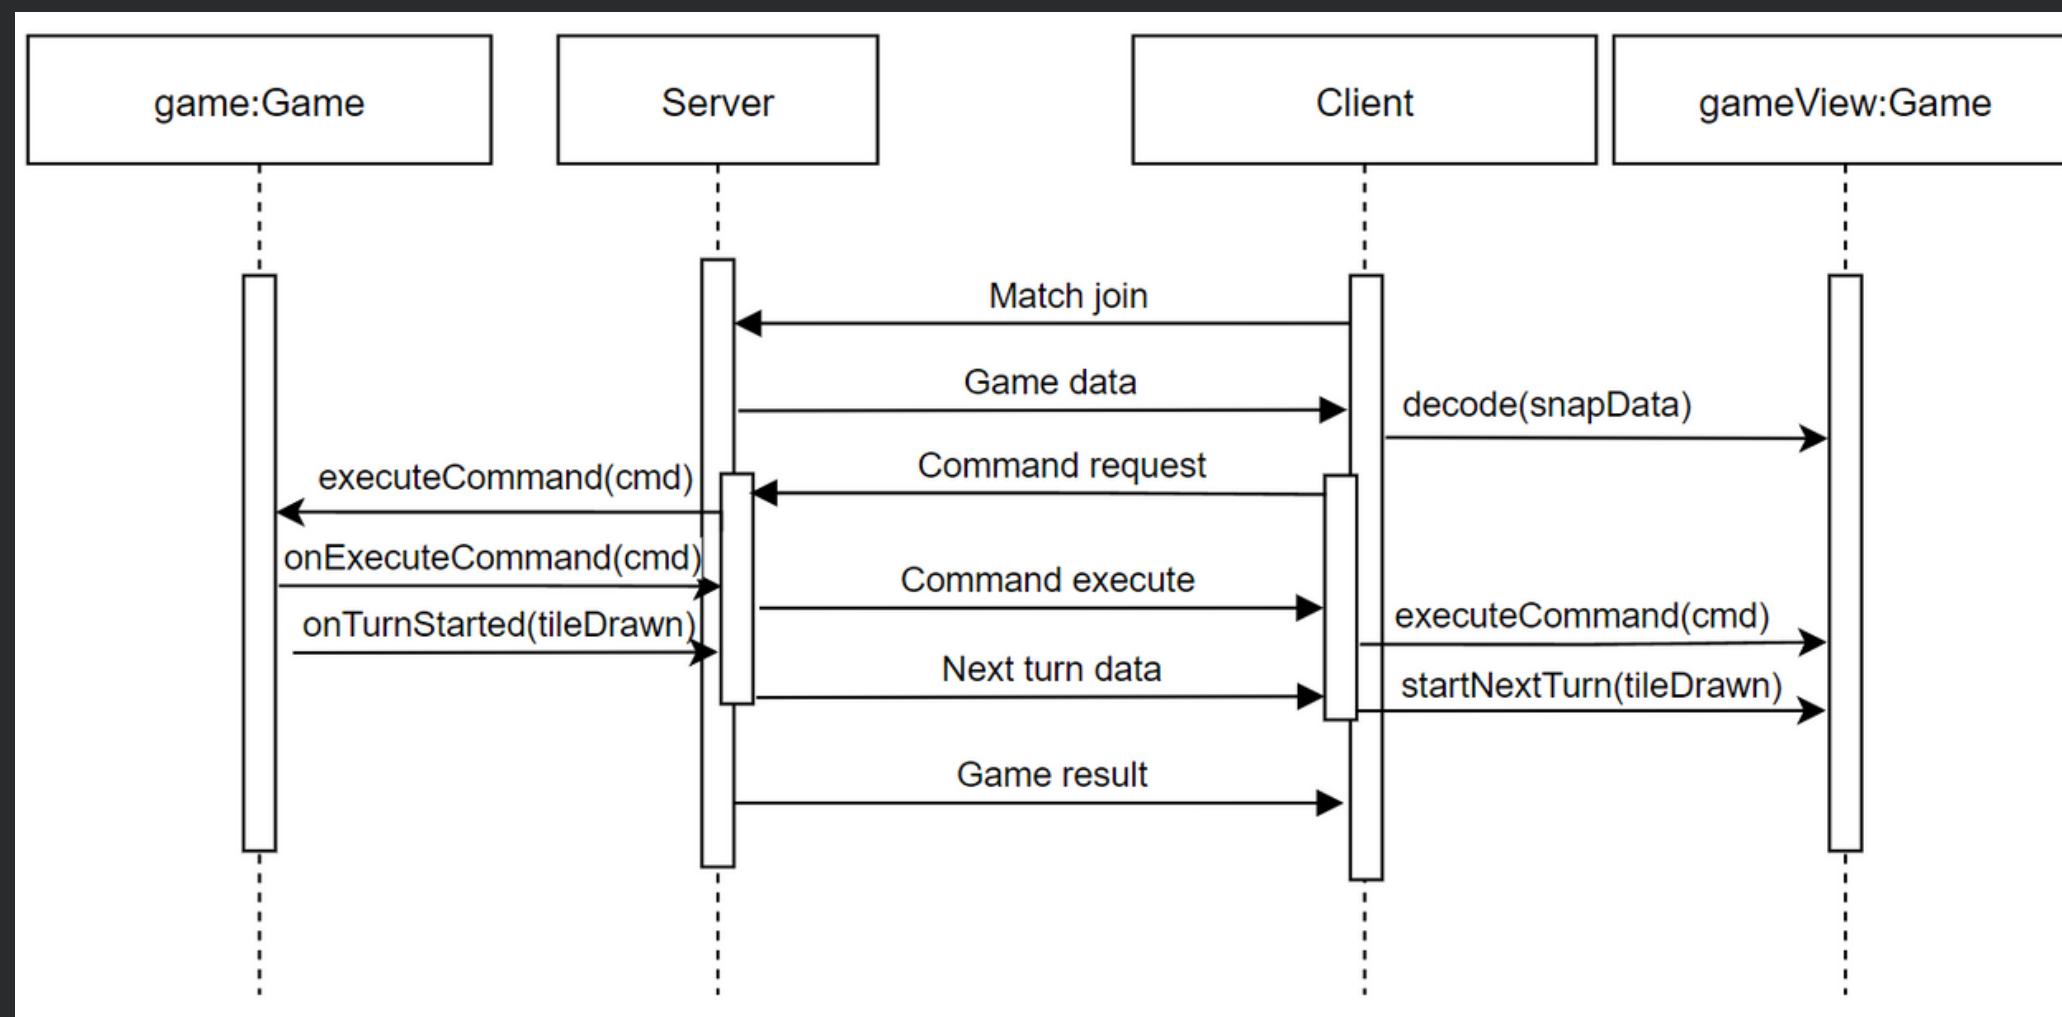 game:Game
Server
Client
gameView:Game
Match join
Game data
decode(snapData)
Command request
executeCommand(cmd)
onExecuteCommand(cmd)
Command execute
executeCommand(cmd)
onTurnStarted(tileDrawn)
Next turn data
startNextTurn(tileDrawn)
Game result